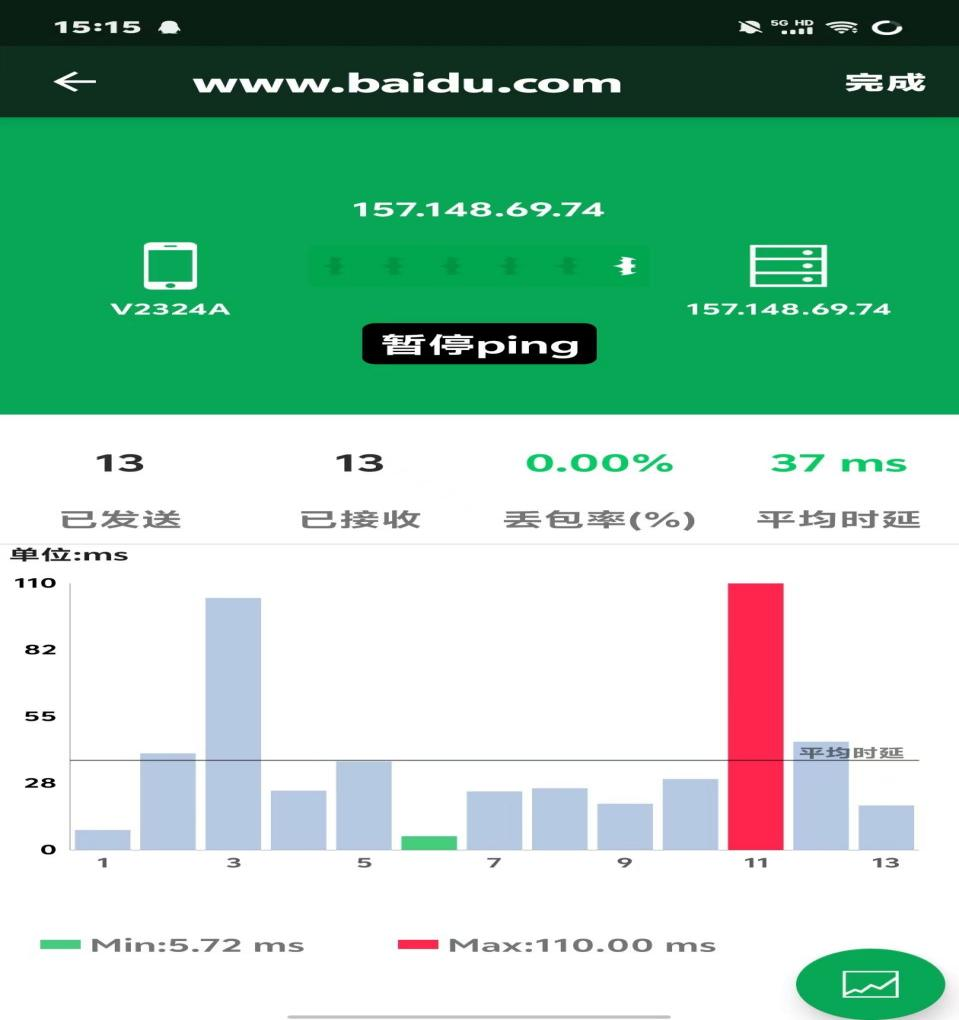 15:15 5G HD
www.baidu.com 完成
157.148.69.74
V2324A 157.148.69.74
暂停ping
13 13 0.00% 37 ms
已发送 已接收 丢包率(%) 平均时延
单位:ms
110
82
55
平均时延
28
0
1 3 5 7 9 11 13
Min:5.72 ms Max:110.00 ms